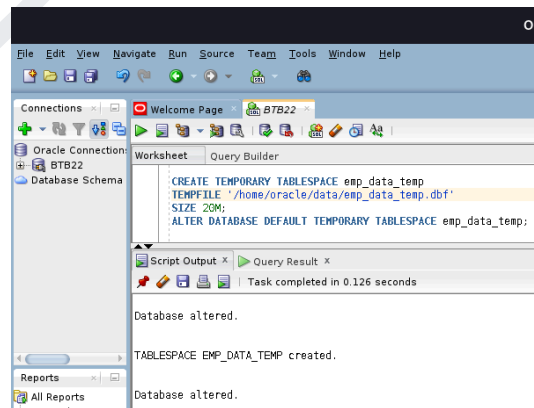 O
File Edit View Navigate Run Source Team Tools Window Help
Connections
Welcome Page BTB22
Oracle Connection
BTB22
Database Schema
Worksheet Query Builder
CREATE TEMPORARY TABLESPACE emp_data_temp
TEMPFILE '/home/oracle/data/emp_data_temp.dbf'
SIZE 20M;
ALTER DATABASE DEFAULT TEMPORARY TABLESPACE emp_data_temp;
Script Output x Query Result x
Task completed in 0.126 seconds
Database altered.
TABLESPACE EMP_DATA_TEMP created.
Reports
All Reports
Database altered.